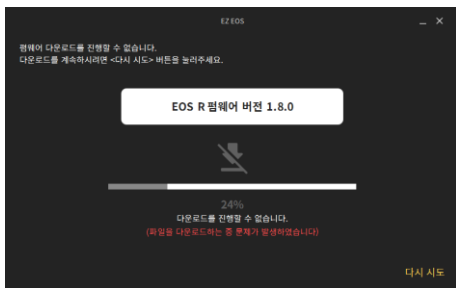 EZ EOS
펌웨어 다운로드를 진행할 수 없습니다.
다운로드를 계속하시려면 <다시 시도> 버튼을 눌러주세요.
EOS R 펌웨어 버전 1.8.0
24%
다운로드를 진행할 수 없습니다.
(파일을 다운로드하는 중 문제가 발생하였습니다)
다시 시도